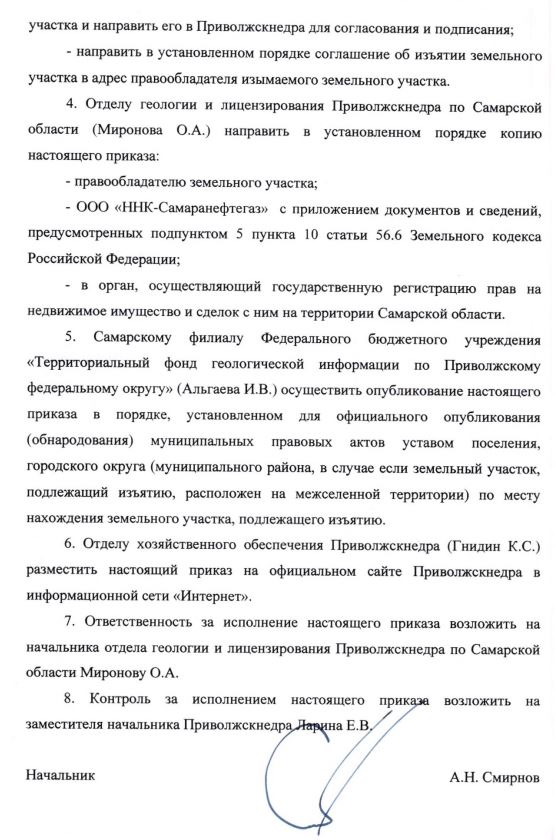 участка и направить его в Приволжскнедра для согласования и подписания;
- направить в установленном порядке соглашение об изъятии земельного
участка в адрес правообладателя изымаемого земельного участка.
4. Отделу геологии и лицензирования Приволжскнедра по Самарской
области (Миронова О.А.) направить в установленном порядке копию
настоящего приказа:
- правообладателю земельного участка;
- ООО «ННК-Самаранефтегаз» с приложением документов и сведений,
предусмотренных подпунктом 5 пункта 10 статьи 56.6 Земельного кодекса
Российской Федерации;
- в орган, осуществляющий государственную регистрацию прав на
недвижимое имущество и сделок с ним на территории Самарской области.
5. Самарскому филиалу Федерального бюджетного учреждения
«Территориальный фонд геологической информации по Приволжскому
федеральному округу» (Альгаева И.В.) осуществить опубликование настоящего
приказа в порядке, установленном для официального опубликования
(обнародования) муниципальных правовых актов уставом поселения,
городского округа (муниципального района, в случае если земельный участок,
подлежащий изъятию, расположен на межселенной территории) по месту
нахождения земельного участка, подлежащего изъятию.
6. Отделу хозяйственного обеспечения Приволжскнедра (Гнидин К.С.)
разместить настоящий приказ на официальном сайте Приволжскнедра в
информационной сети «Интернет».
7. Ответственность за исполнение настоящего приказа возложить на
начальника отдела геологии и лицензирования Приволжскнедра по Самарской
области Миронову О.А.
8. Контроль за исполнением настоящего приказа возложить на
заместителя начальника Приволжскнедра Ларина Е.В.
Начальник А.Н. Смирнов